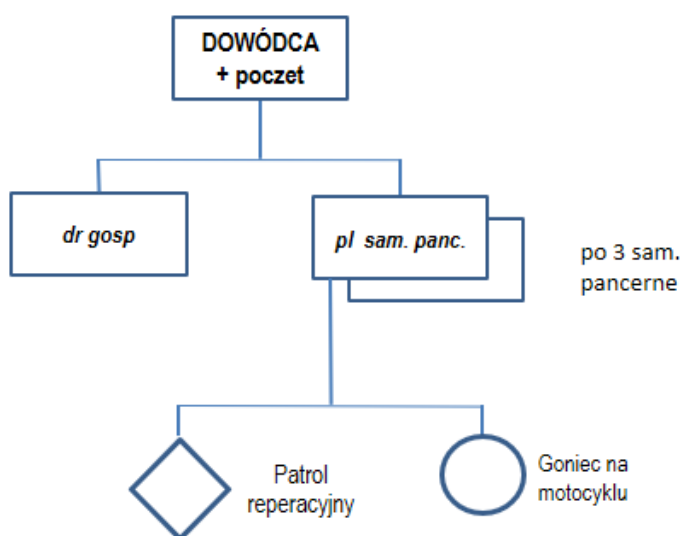 DOWÓDCA
+ poczet
dr gosp
pl sam. panc.
po 3 sam.
pancerne
Patrol
reperacyjny
Goniec na
motocyklu